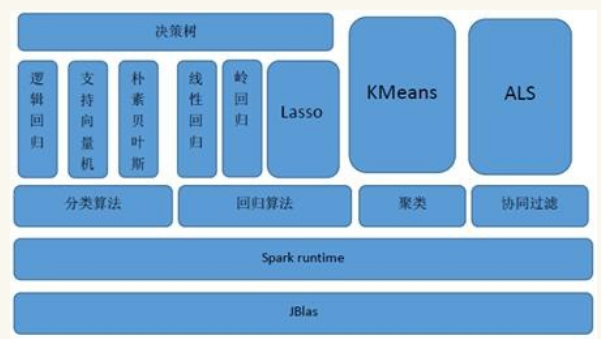 决策树
逻辑回归
支持向量机
朴素贝叶斯
线性回归
岭回归
Lasso
KMeans
ALS
分类算法
回归算法
聚类
协同过滤
Spark runtime
JBlas